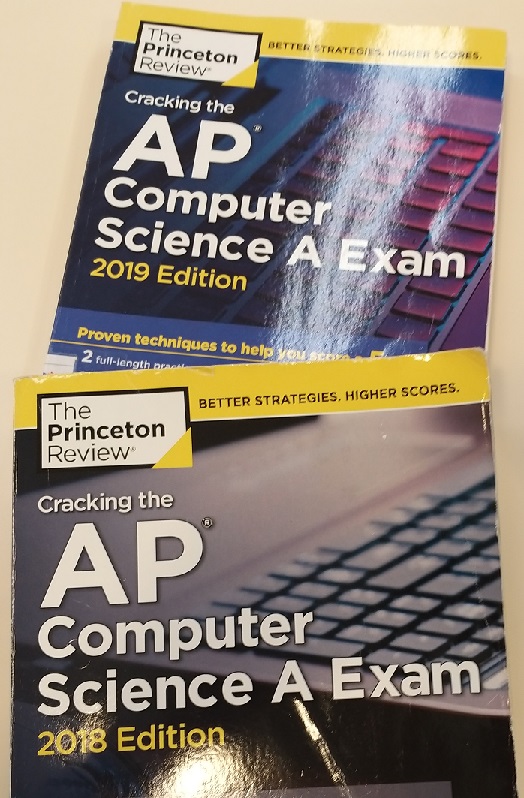 The
Princeton
Review®
BETTER STRATEGIES. HIGHER SCORES.
Cracking the
AP®
Computer
Science A Exam
2019 Edition
Proven techniques to help you score a 5
2 full-length
The
Princeton
Review®
BETTER STRATEGIES. HIGHER SCORES.
Cracking the
AP®
Computer
Science A Exam
2018 Edition